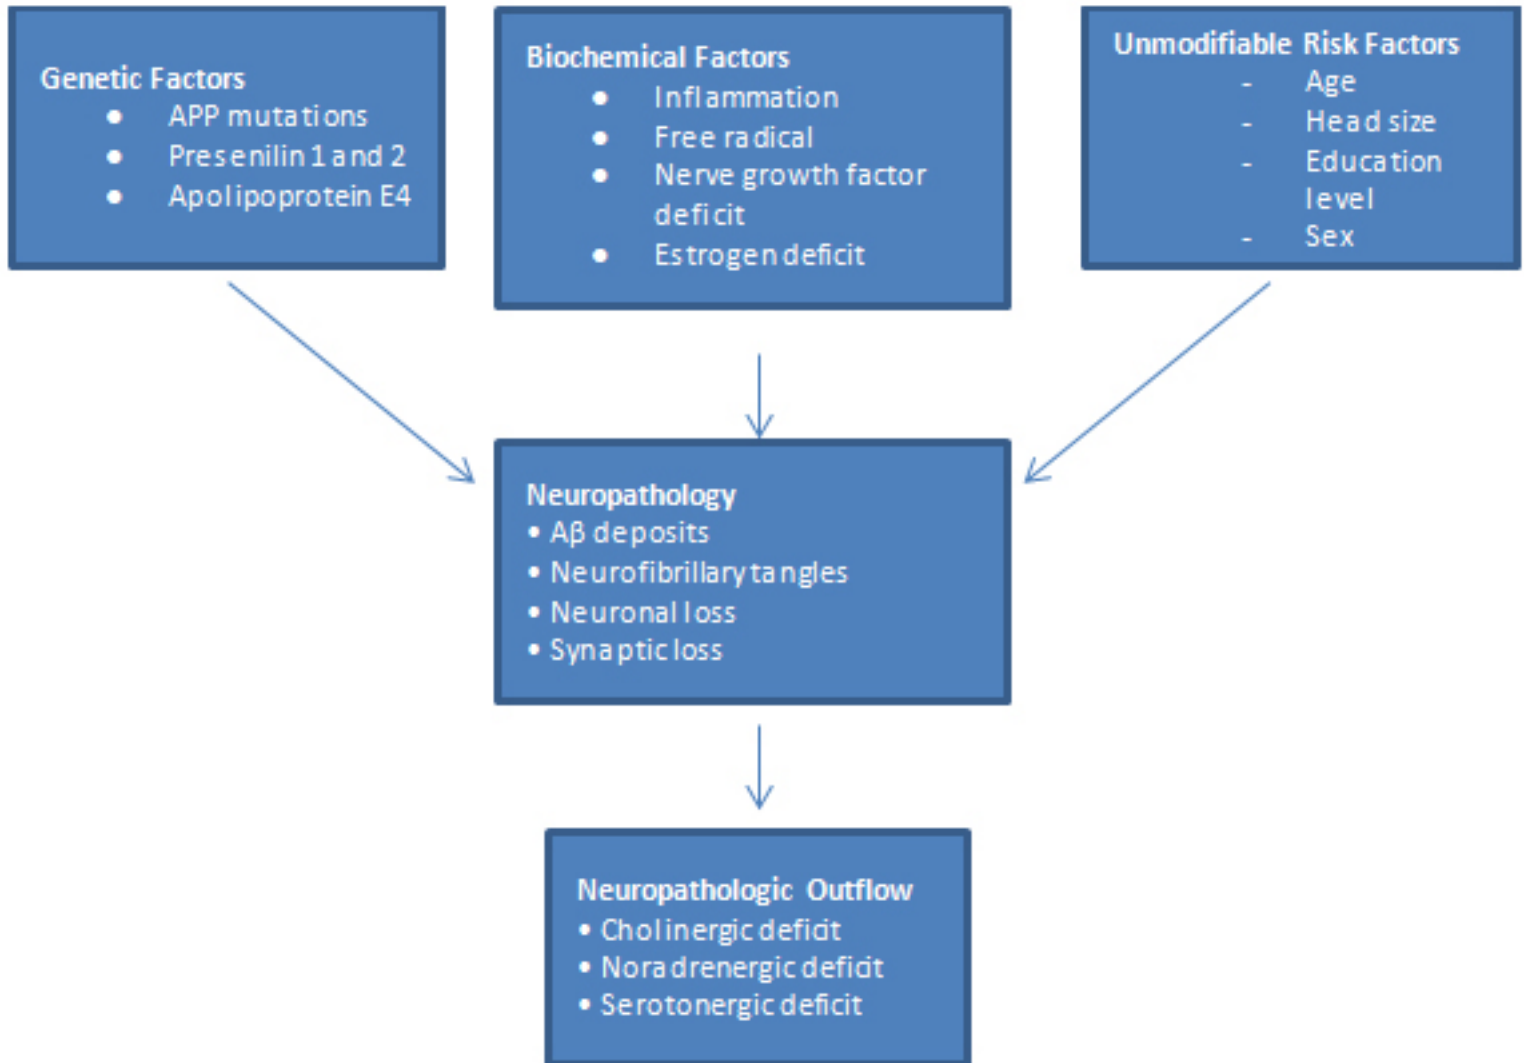 Genetic Factors
● APP mutations
● Presenilin 1 and 2
● Apolipoprotein E4
Biochemical Factors
● Inflammation
● Free radical
● Nerve growth factor
deficit
● Estrogen deficit
Unmodifiable Risk Factors
- Age
- Head size
- Education
level
- Sex
Neuropathology
• Aβ deposits
• Neurofibrillary tangles
• Neuronal loss
• Synaptic loss
Neuropathologic Outflow
• Cholinergic deficit
• Noradrenergic deficit
• Serotonergic deficit